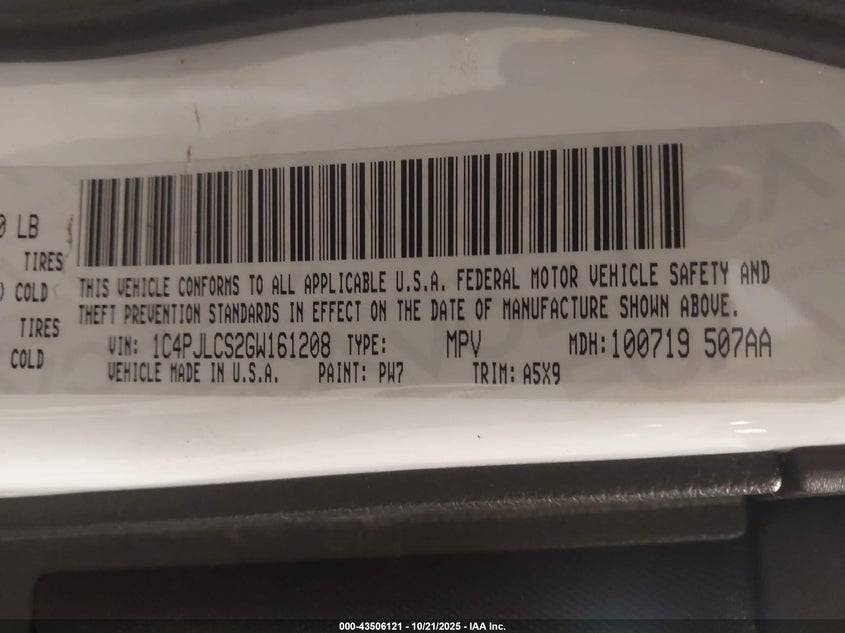 0 LB
TIRES
) COLD
TIRES
COLD
THIS VEHICLE CONFORMS TO ALL APPLICABLE U.S.A. FEDERAL MOTOR VEHICLE SAFETY AND
THEFT PREVENTION STANDARDS IN EFFECT ON THE DATE OF MANUFACTURE SHOWN ABOVE.
VIN: 1C4PJLCS2GW161208 TYPE: MPV MDH: 100719 507AA
VEHICLE MADE IN U.S.A. PAINT: PW7 TRIM: A5X9
000-43506121 - 10/21/2025 - IAA Inc.